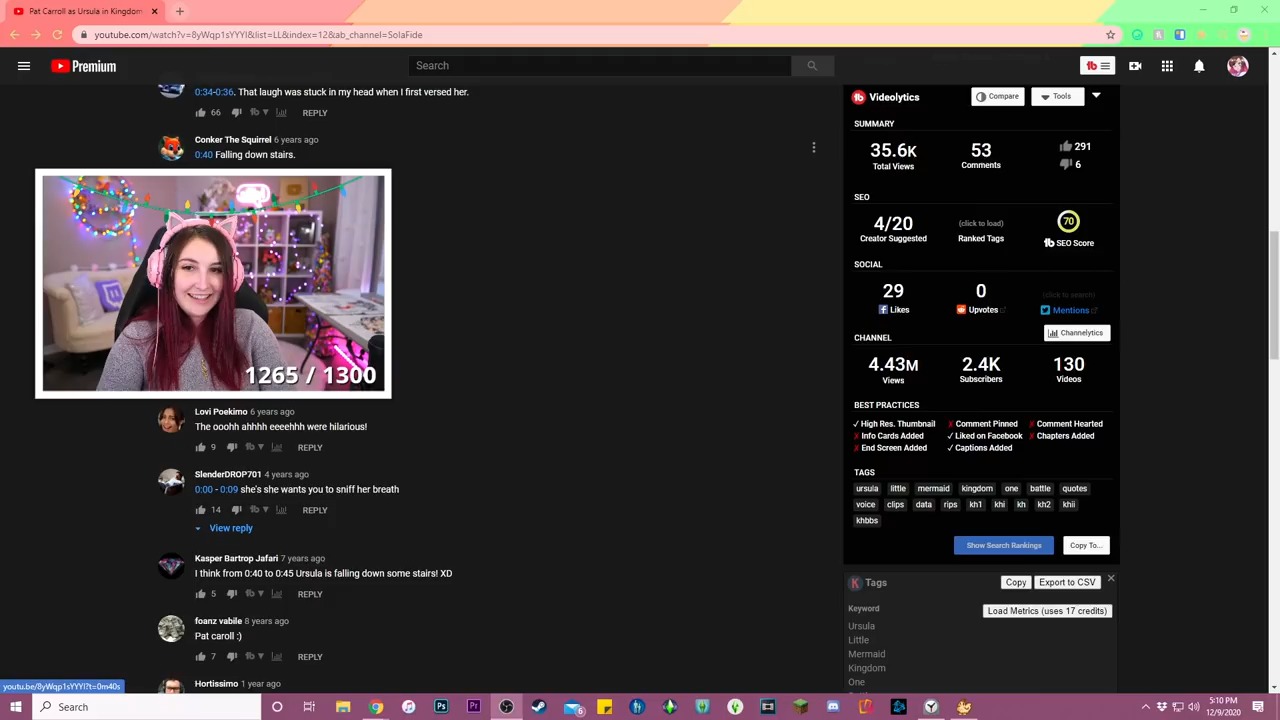 Pat Carroll as Ursula in Kingdom
youtube.com/watch?v=8yWqp1sYYYI&list=LL&index=12&ab_channel=SolaFide
Premium
Search
0:34-0:36. That laugh was stuck in my head when I first versed her.
66 REPLY
Conker The Squirrel 6 years ago
0:40 Falling down stairs.
1265 / 1300
Lovi Poekimo 6 years ago
The ooohh ahhhh eeeehhh were hilarious!
9 REPLY
SlenderDROP701 4 years ago
0:00 - 0:09 she's she wants you to sniff her breath
14 REPLY
View reply
Kasper Bartrop Jafari 7 years ago
I think from 0:40 to 0:45 Ursula is falling down some stairs! XD
5 REPLY
foanz vabile 8 years ago
Pat caroll :)
7 REPLY
Hortissimo 1 year ago
youtu.be/8yWqp1sYYYI?t=0m40s
tb
Videolytics Compare Tools
SUMMARY
35.6K 53 291
Total Views Comments 6
SEO
4/20 (click to load) 70
Creator Suggested Ranked Tags tb SEO Score
SOCIAL
29 0 (click to search)
Likes Upvotes Mentions
CHANNEL Channelytics
4.43M 2.4K 130
Views Subscribers Videos
BEST PRACTICES
✓ High Res. Thumbnail ✗ Comment Pinned ✗ Comment Hearted
✗ Info Cards Added ✓ Liked on Facebook ✗ Chapters Added
✗ End Screen Added ✓ Captions Added
TAGS
ursula little mermaid kingdom one battle quotes
voice clips data rips kh1 khi kh kh2 khii
khbbs
Show Search Rankings Copy To...
K Tags Copy Export to CSV
Keyword Load Metrics (uses 17 credits)
Ursula
Little
Mermaid
Kingdom
One
Search
Ps
Pr
6
5:10 PM
12/9/2020